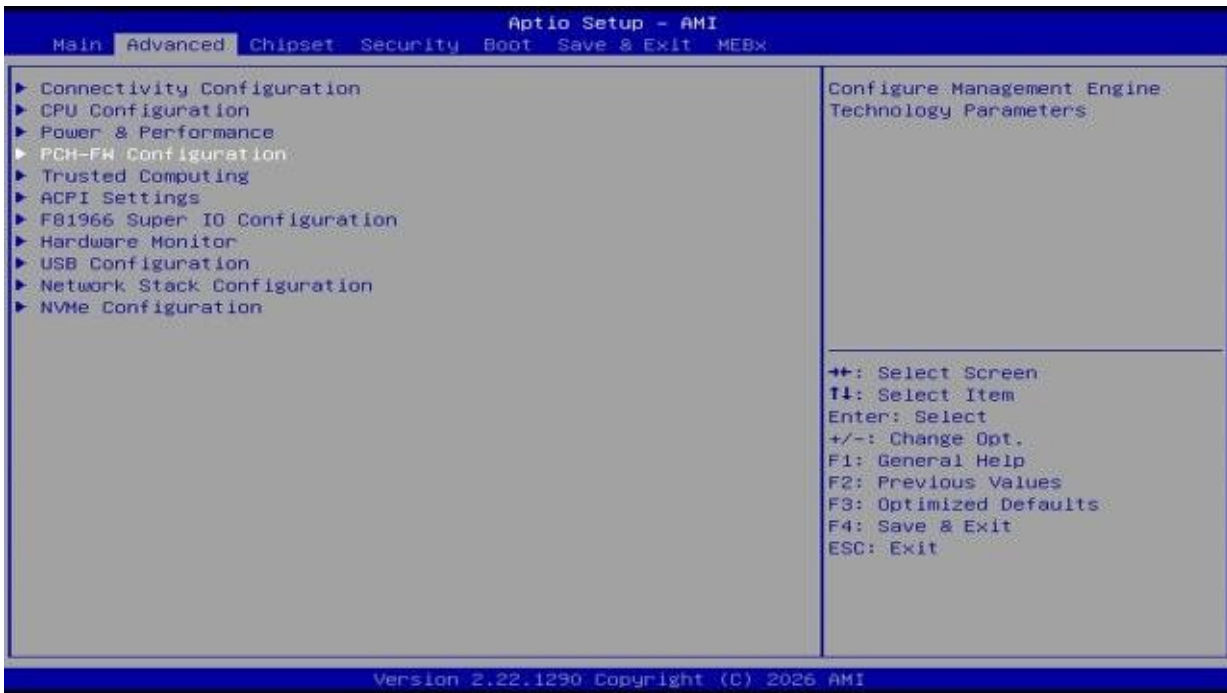 Aptio Setup - AMI
Main Advanced Chipset Security Boot Save & Exit MEBx
▶ Connectivity Configuration
▶ CPU Configuration
▶ Power & Performance
▶ PCH-FW Configuration
▶ Trusted Computing
▶ ACPI Settings
▶ F81966 Super IO Configuration
▶ Hardware Monitor
▶ USB Configuration
▶ Network Stack Configuration
▶ NVMe Configuration
Configure Management Engine
Technology Parameters
→←: Select Screen
↑↓: Select Item
Enter: Select
+/-: Change Opt.
F1: General Help
F2: Previous Values
F3: Optimized Defaults
F4: Save & Exit
ESC: Exit
Version 2.22.1290 Copyright (C) 2026 AMI